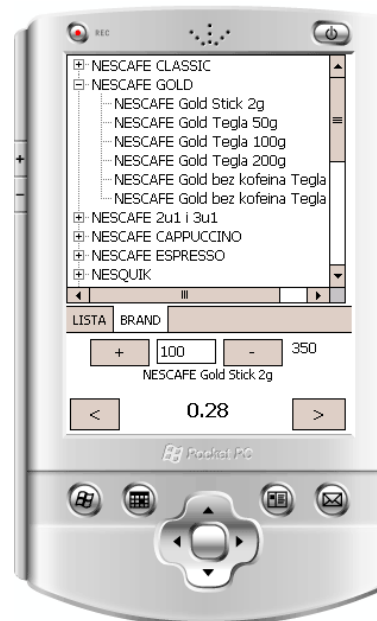 REC
NESCAFE CLASSIC
NESCAFE GOLD
NESCAFE Gold Stick 2g
NESCAFE Gold Tegla 50g
NESCAFE Gold Tegla 100g
NESCAFE Gold Tegla 200g
NESCAFE Gold bez kofeina Tegla
NESCAFE Gold bez kofeina Tegla
NESCAFE 2u1 i 3u1
NESCAFE CAPPUCCINO
NESCAFE ESPRESSO
NESQUIK
LISTA BRAND
+ 100 - 350
NESCAFE Gold Stick 2g
< 0.28 >
Pocket PC